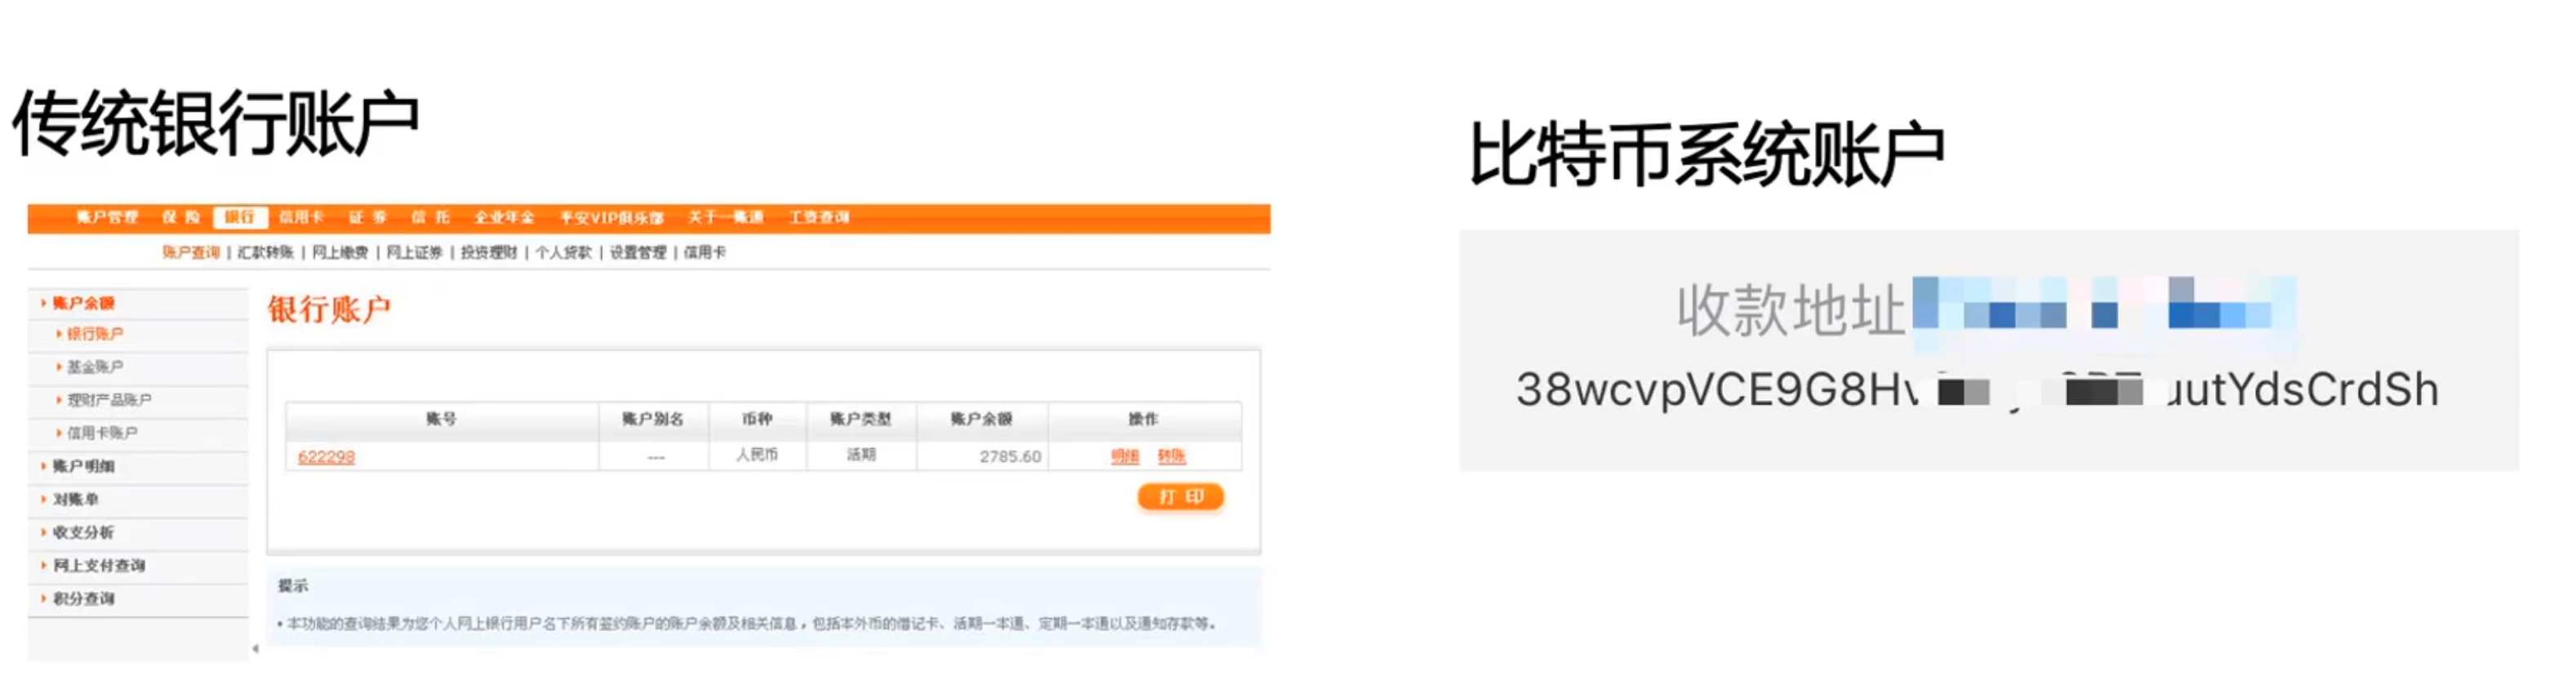 传统银行账户
账户管理 保 险 银行 信用卡 证 券 信 托 企业年金 平安VIP俱乐部 关于一账通 工资查询
账户查询 | 汇款转账 | 网上缴费 | 网上证券 | 投资理财 | 个人贷款 | 设置管理 | 信用卡
账户余额
银行账户
基金账户
理财产品账户
信用卡账户
账户明细
对账单
收支分析
网上支付查询
积分查询
银行账户
账号 账户别名 币种 账户类型 账户余额 操作
622298 --- 人民币 活期 2785.60 明细 转账
打 印
提示
• 本功能的查询结果为您个人网上银行用户名下所有签约账户的账户余额及相关信息，包括本外币的借记卡、活期一本通、定期一本通以及通知存款等。
比特币系统账户
收款地址
38wcvpVCE9G8H utYdsCrdSh